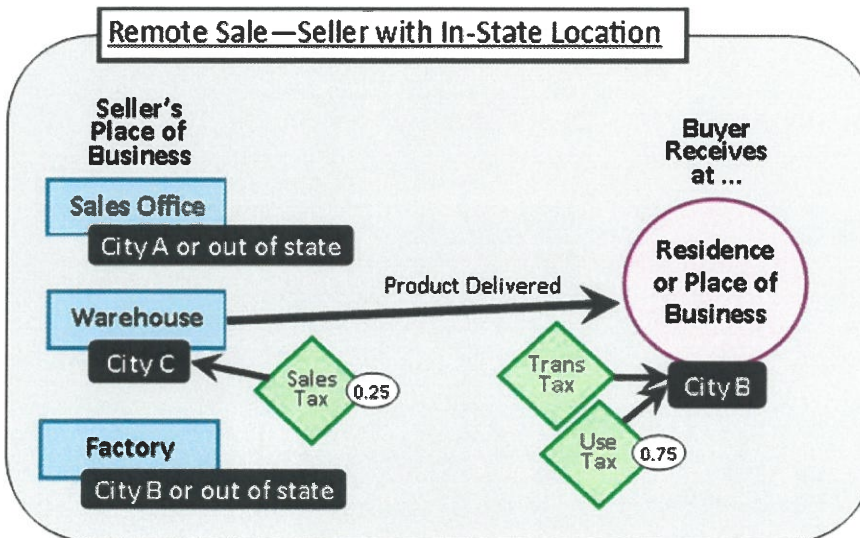 Remote Sale—Seller with In-State Location
Seller's
Place of
Business
Sales Office
City A or out of state
Warehouse
City C
Sales
Tax
0.25
Factory
City B or out of state
Product Delivered
Buyer
Receives
at ...
Residence
or Place of
Business
City B
Trans
Tax
Use
Tax
0.75